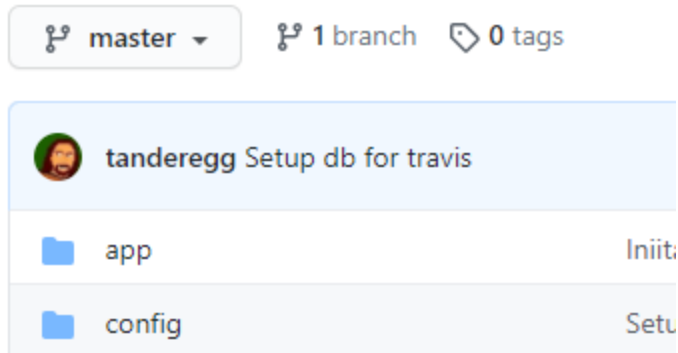 master 1 branch 0 tags
tanderegg Setup db for travis
app
config